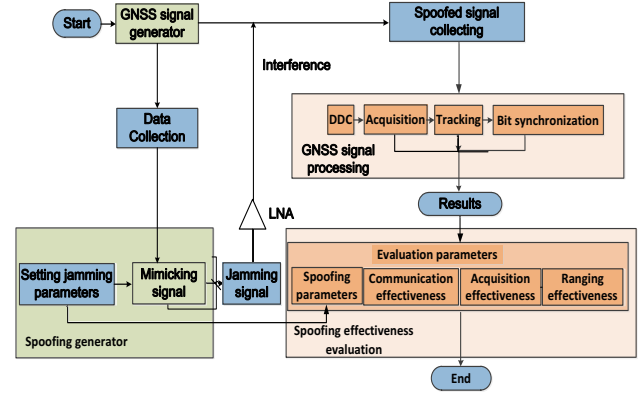 Start
GNSS signal
generator
Spoofed signal
collecting
Interference
Data
Collection
DDC
Acquisition
Tracking
Bit synchronization
GNSS signal
processing
Results
LNA
Evaluation parameters
Setting jamming
parameters
Mimicking
signal
Jamming
signal
Spoofing
parameters
Communication
effectiveness
Acquisition
effectiveness
Ranging
effectiveness
Spoofing generator
Spoofing effectiveness
evaluation
End